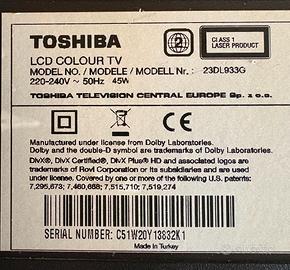 TOSHIBA
2
CLASS 1
LASER PRODUCT
LCD COLOUR TV
MODEL NO. / MODELE / MODELL Nr. : 23DL933G
220-240V ~ 50Hz 45W
TOSHIBA TELEVISION CENTRAL EUROPE Sp. z o.o.
CE
Manufactured under license from Dolby Laboratories.
Dolby and the double-D symbol are trademarks of Dolby Laboratories.
DivX®, DivX Certified®, DivX Plus® HD and associated logos are
trademarks of Rovi Corporation or its subsidiaries and are used
under license. Covered by one or more of the following U.S. patents:
7,295,673; 7,460,668; 7,515,710; 7,519,274
SERIAL NUMBER: C51W20Y13832K1
Made in Turkey